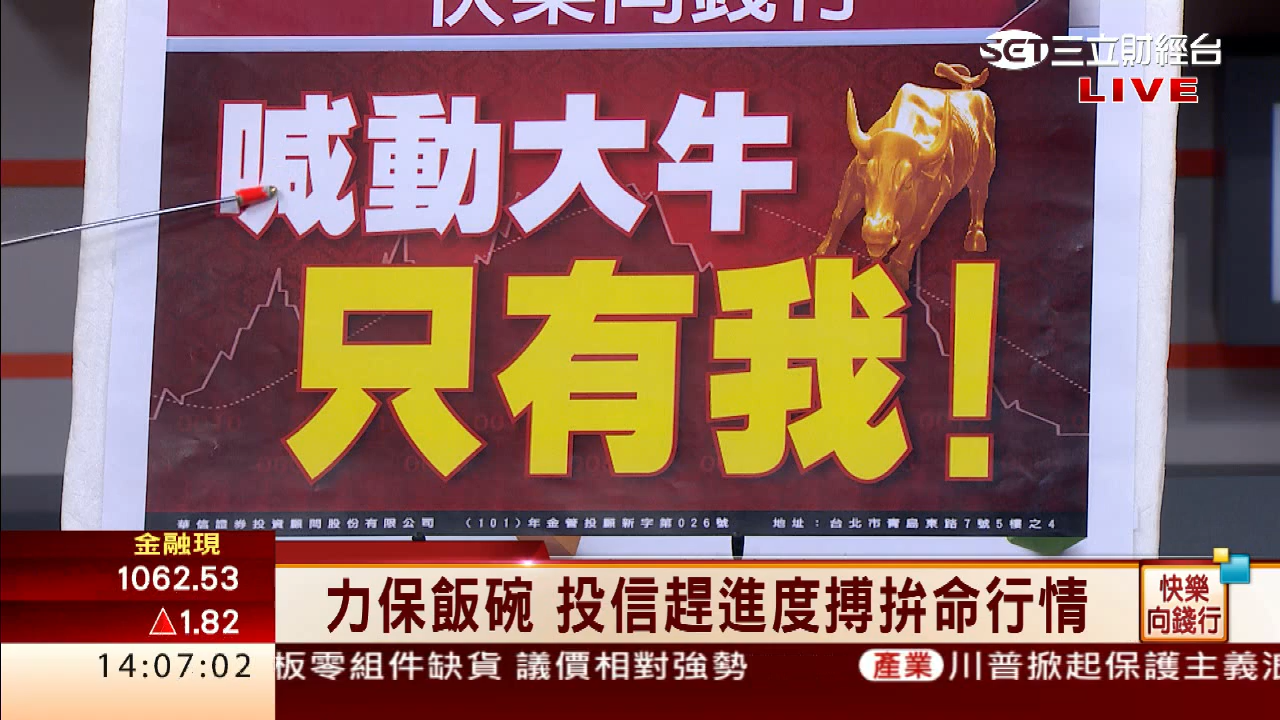 快樂向錢行
SET三立財經台
LIVE
喊動大牛
只有我!
華信證券投資顧問股份有限公司 (101)年金管投顧新字第026號 地址:台北市青島東路7號5樓之4
金融現
1062.53
▲1.82
14:07:02
力保飯碗 投信趕進度搏拚命行情
快樂
向錢行
板零組件缺貨 議價相對強勢 產業 川普掀起保護主義浪